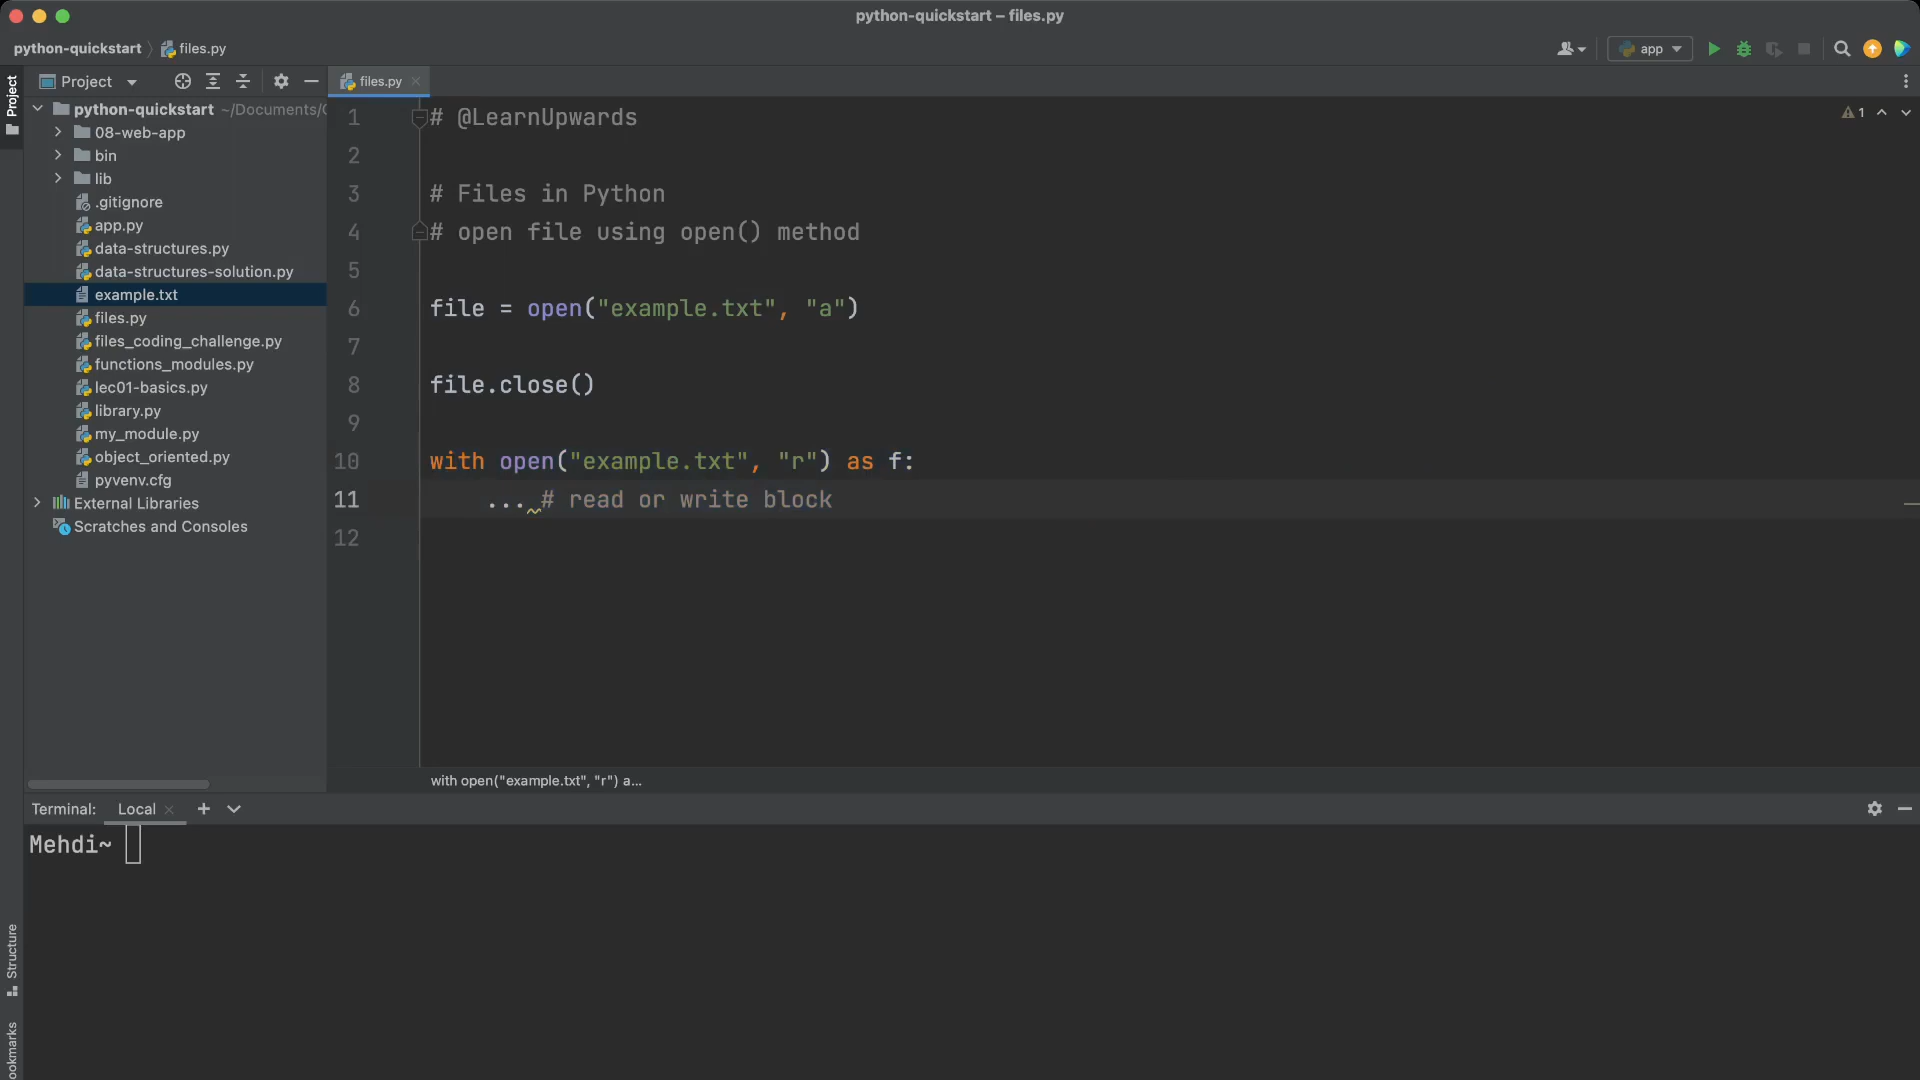 python-quickstart – files.py
python-quickstart files.py
app
Project
Project
files.py
python-quickstart ~/Documents/
08-web-app
bin
lib
.gitignore
app.py
data-structures.py
data-structures-solution.py
example.txt
files.py
files_coding_challenge.py
functions_modules.py
lec01-basics.py
library.py
my_module.py
object_oriented.py
pyvenv.cfg
External Libraries
Scratches and Consoles
1 # @LearnUpwards
2
3 # Files in Python
4 # open file using open() method
5
6 file = open("example.txt", "a")
7
8 file.close()
9
10 with open("example.txt", "r") as f:
11 ... # read or write block
12
1
with open("example.txt", "r") a...
Terminal: Local
Mehdi~
Structure
ookmarks